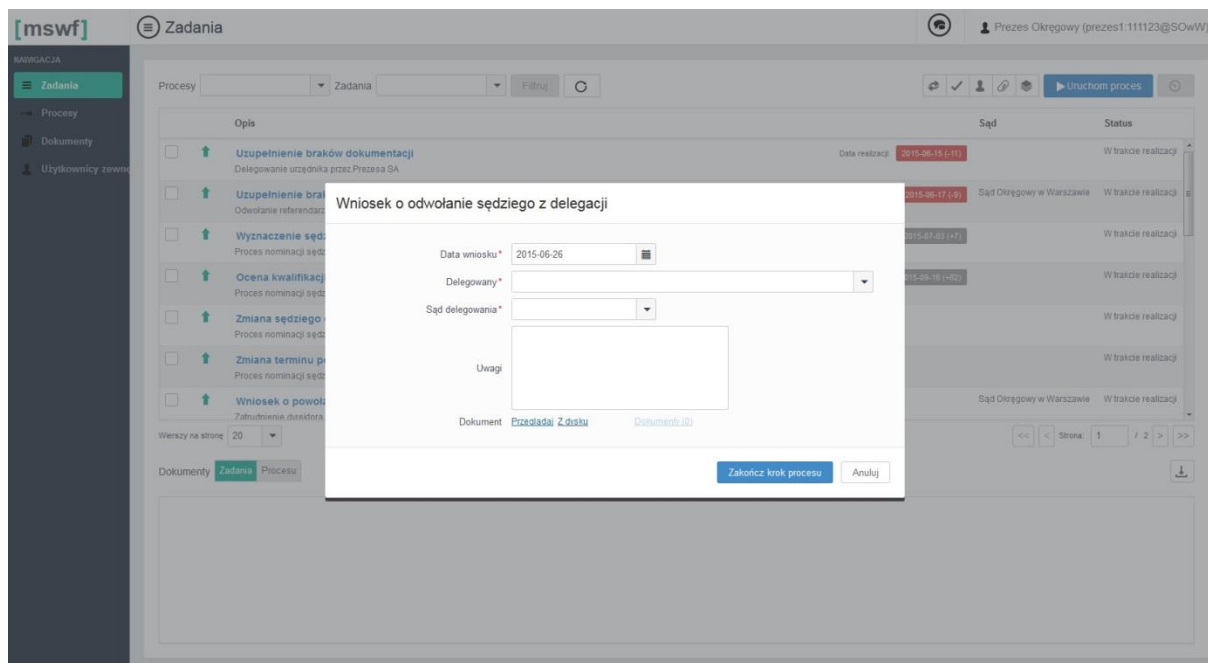 [mswf]
Zadania
Prezes Okręgowy (prezes1:111123@SOwW)
NAWIGACJA
Zadania
Procesy
Dokumenty
Użytkownicy zewnę
Procesy
Zadania
Filtruj
Uruchom proces
Opis
Sąd
Status
Uzupełnienie braków dokumentacji
Data realizacji
2015-06-15 (-11)
W trakcie realizacji
Delegowanie urzędnika przez Prezesa SA
Uzupełnienie brak
2015-06-17 (-9)
Sąd Okręgowy w Warszawie
W trakcie realizacji
Odwołanie referendarz
Wyznaczenie sędz
2015-07-03 (+7)
W trakcie realizacji
Proces nominacji sędz
Ocena kwalifikacj
W trakcie realizacji
Proces nominacji sędz
Zmiana sędziego
W trakcie realizacji
Proces nominacji sędz
Zmiana terminu p
W trakcie realizacji
Proces nominacji sędz
Wniosek o powoła
Sąd Okręgowy w Warszawie
W trakcie realizacji
Zatrudnienie dyrektora
Wierszy na stronę 20
<< < Strona: 1 / 2 > >>
Dokumenty Zadania Procesu
Wniosek o odwołanie sędziego z delegacji
Data wniosku* 2015-06-26
Delegowany*
Sąd delegowania*
Uwagi
Dokument Przeglądaj Z dysku Dokumenty (0)
Zakończ krok procesu Anuluj